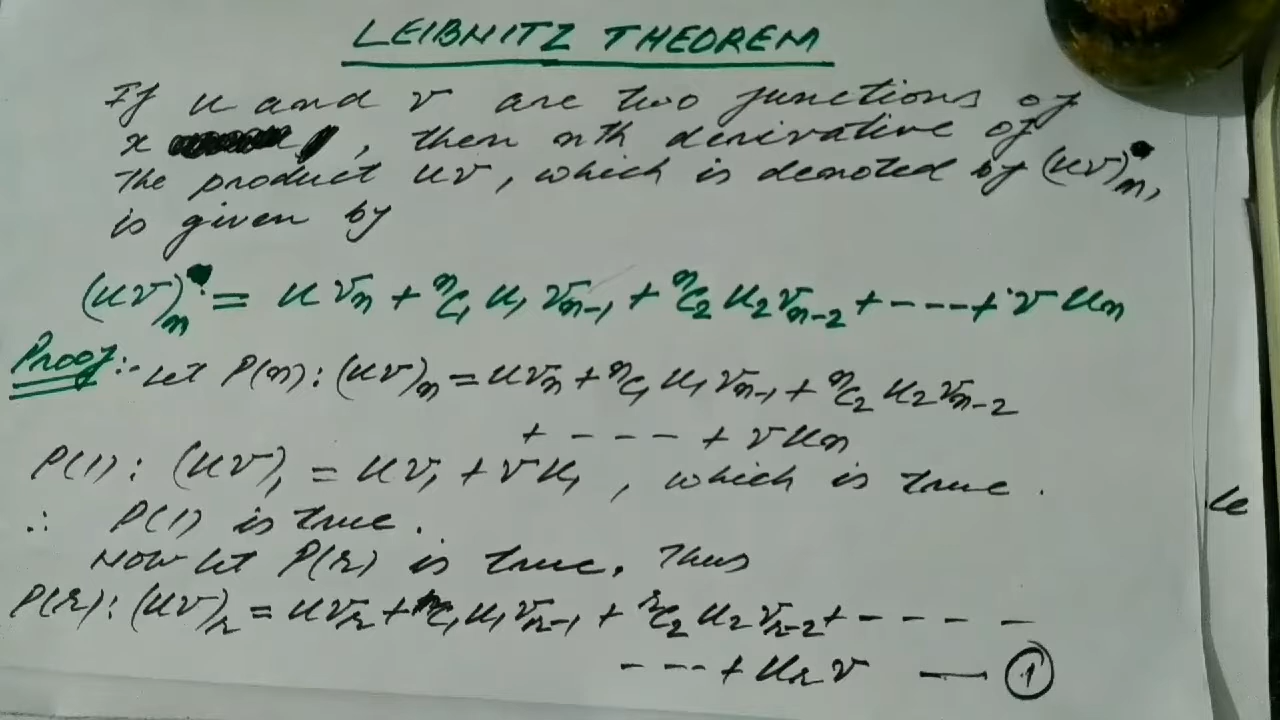 LEIBNITZ THEOREM
If u and v are two functions of
x , then nth derivative of
The product uv, which is denoted by (uv)ₙ,
is given by
(uv)ₙ = u vₙ + ⁿC₁ u₁ vₙ₋₁ + ⁿC₂ u₂ vₙ₋₂ + ---- + v uₙ
Proof:- Let P(n): (uv)ₙ = uvₙ + ⁿC₁ u₁ vₙ₋₁ + ⁿC₂ u₂ vₙ₋₂
+ ---- + v uₙ
P(1): (uv)₁ = uv₁ + v u₁ , which is true .
∴ P(1) is true .
Now let P(r) is true. Thus
P(r): (uv)ᵣ = uvᵣ + ʳC₁ u₁ vᵣ₋₁ + ʳC₂ u₂ vᵣ₋₂ + - - - - -
- --- + uᵣ v — ①
le